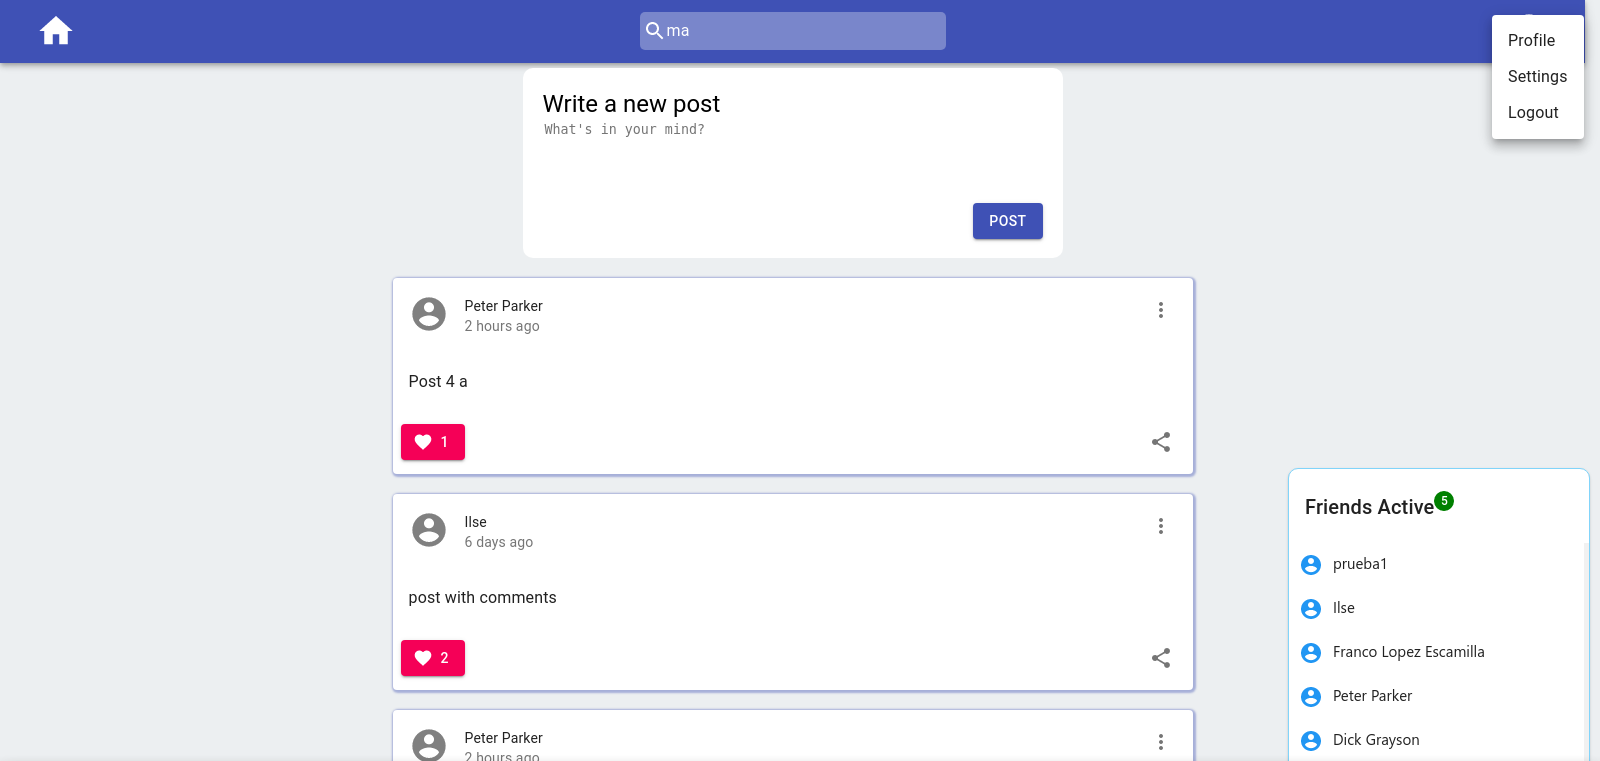 ma
Profile
Settings
Logout
Write a new post
What's in your mind?
POST
Peter Parker
2 hours ago
Post 4 a
1
Ilse
6 days ago
post with comments
2
Peter Parker
2 hours ago
Friends Active 5
prueba1
Ilse
Franco Lopez Escamilla
Peter Parker
Dick Grayson